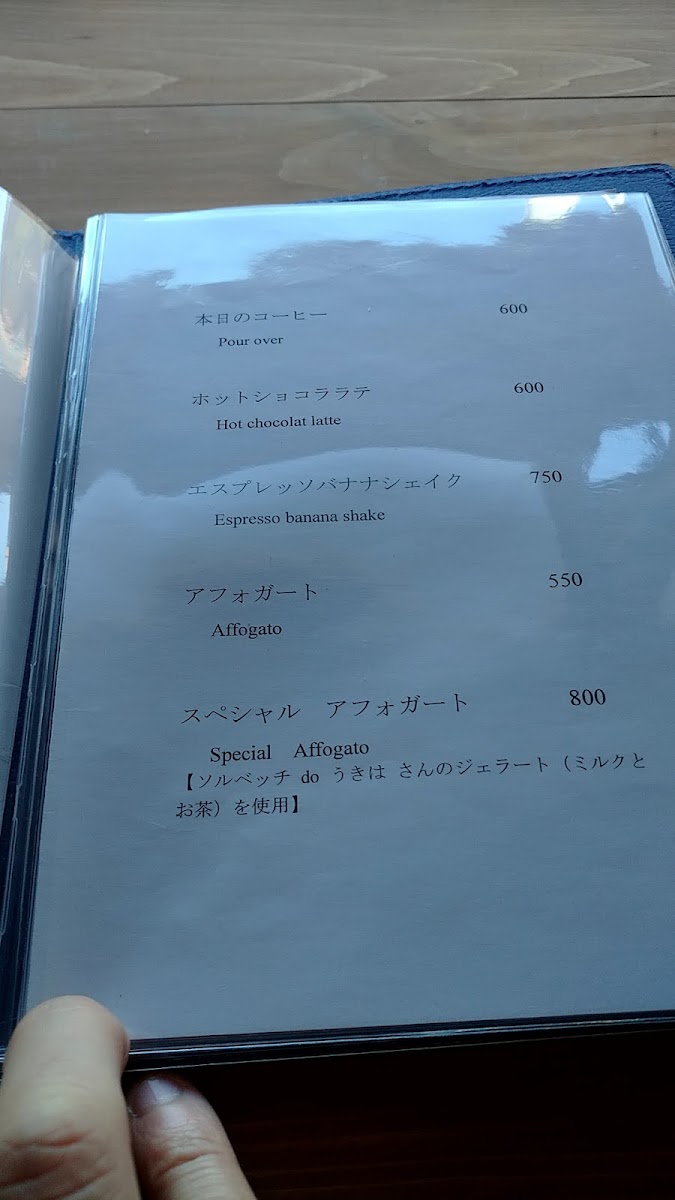 本日のコーヒー 600
Pour over
ホットショコララテ 600
Hot chocolat latte
エスプレッソバナナシェイク 750
Espresso banana shake
アフォガート 550
Affogato
スペシャル アフォガート 800
Special Affogato
【ソルベッチ do うきは さんのジェラート（ミルクと
お茶）を使用】